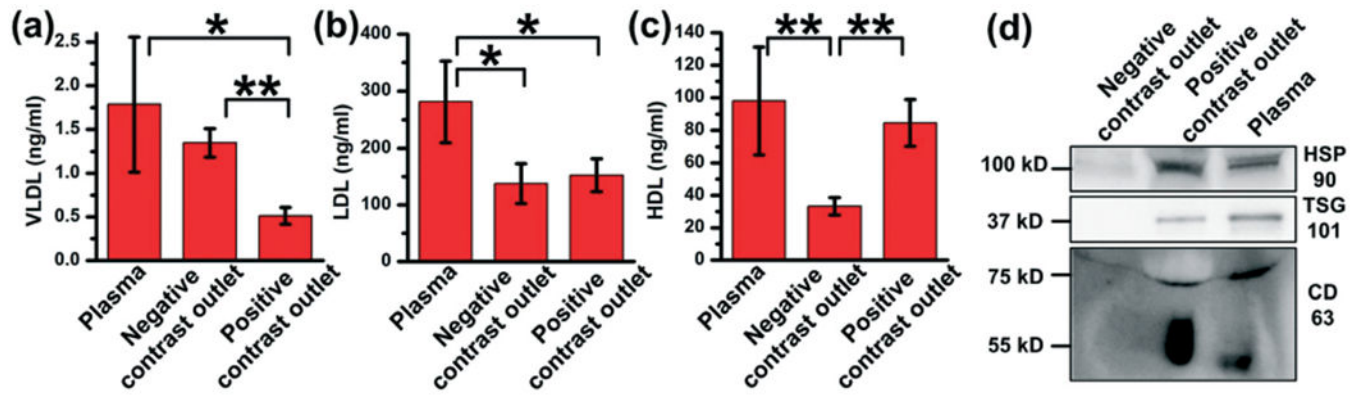 (a)
VLDL (ng/ml)
2.5
2.0
1.5
1.0
0.5
0.0
*
**
Plasma
Negative
contrast outlet
Positive
contrast outlet
(b)
LDL (ng/ml)
400
300
200
100
0
*
*
Plasma
Negative
contrast outlet
Positive
contrast outlet
(c)
HDL (ng/ml)
140
120
100
80
60
40
20
0
**
**
Plasma
Negative
contrast outlet
Positive
contrast outlet
(d)
Negative
contrast outlet
Positive
contrast outlet
Plasma
100 kD
HSP
90
37 kD
TSG
101
75 kD
55 kD
CD
63